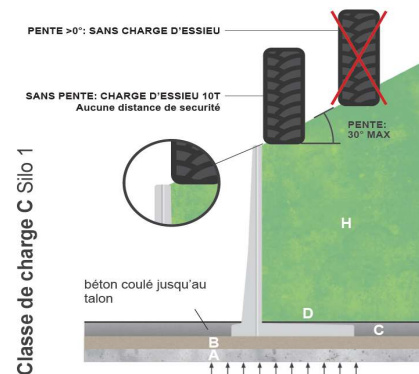 PENTE >0°: SANS CHARGE D'ESSIEU
SANS PENTE: CHARGE D'ESSIEU 10T
Aucune distance de securité
PENTE:
30° MAX
H
Classe de charge C Silo 1
béton coulé jusqu'au
talon
D
C
B
A